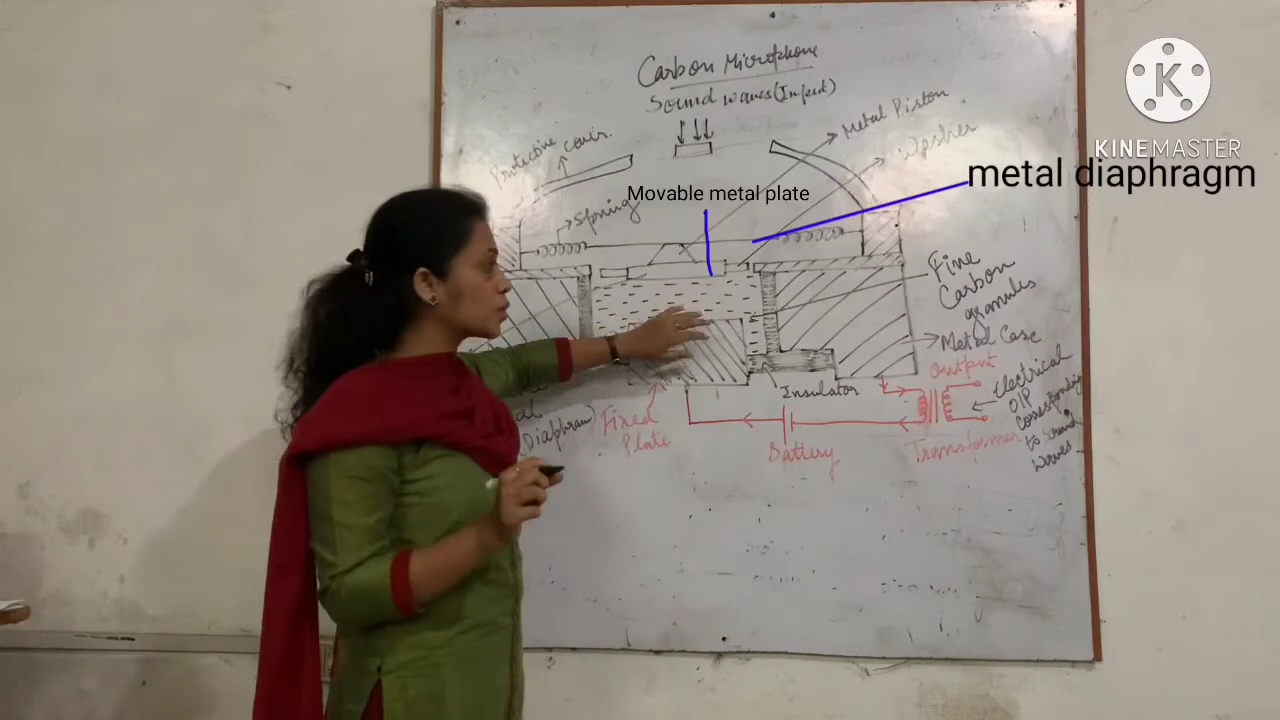 Carbon Microphone
Sound waves(Input)
K
KINEMASTER
Metal Piston
Washer
metal diaphragm
Protective cover.
Spring
Movable metal plate
Fine
Carbon
granules
Metal Case
Output
Insulator
Electrical
O/P
Corresponding
to sound
waves.
Diaphram)
Fixed
Plate
Battery
Transformer